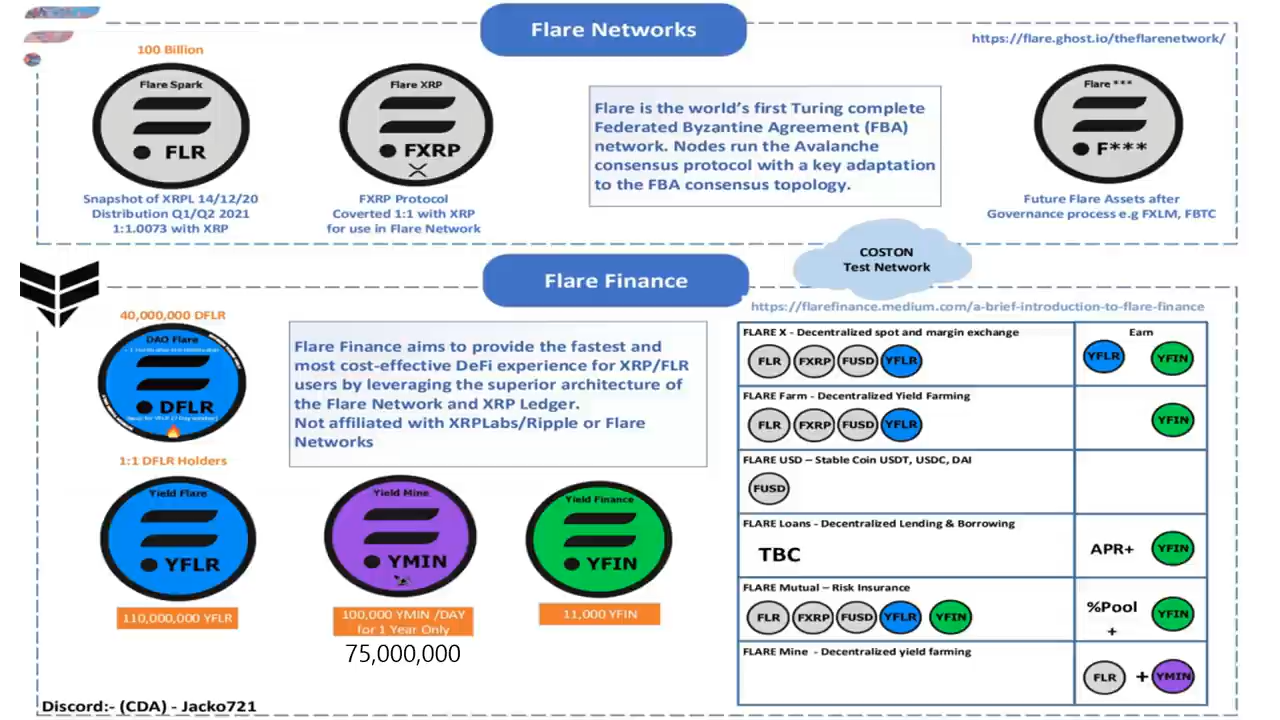 Flare Networks
https://flare.ghost.io/theflarenetwork/
100 Billion
Flare Spark
FLR
Snapshot of XRPL 14/12/20
Distribution Q1/Q2 2021
1:1.0073 with XRP
Flare XRP
FXRP
FXRP Protocol
Coverted 1:1 with XRP
for use in Flare Network
Flare is the world's first Turing complete
Federated Byzantine Agreement (FBA)
network. Nodes run the Avalanche
consensus protocol with a key adaptation
to the FBA consensus topology.
Flare ***
F***
Future Flare Assets after
Governance process e.g FXLM, FBTC
COSTON
Test Network
Flare Finance
https://flarefinance.medium.com/a-brief-introduction-to-flare-finance
40,000,000 DFLR
DAO Flare
DFLR
Flare Finance aims to provide the fastest and
most cost-effective DeFi experience for XRP/FLR
users by leveraging the superior architecture of
the Flare Network and XRP Ledger.
Not affiliated with XRPLabs/Ripple or Flare
Networks
1:1 DFLR Holders
Yield Flare
YFLR
110,000,000 YFLR
Yield Mine
YMIN
100,000 YMIN /DAY
for 1 Year Only
75,000,000
Yield Finance
YFIN
11,000 YFIN
FLARE X - Decentralized spot and margin exchange
Earn
FLR FXRP FUSD YFLR
YFLR YFIN
FLARE Farm - Decentralized Yield Farming
FLR FXRP FUSD YFLR
YFIN
FLARE USD – Stable Coin USDT, USDC, DAI
FUSD
FLARE Loans - Decentralized Lending & Borrowing
TBC
APR+ YFIN
FLARE Mutual – Risk Insurance
FLR FXRP FUSD YFLR YFIN
%Pool
+
YFIN
FLARE Mine - Decentralized yield farming
FLR + YMIN
Discord:- (CDA) - Jacko721